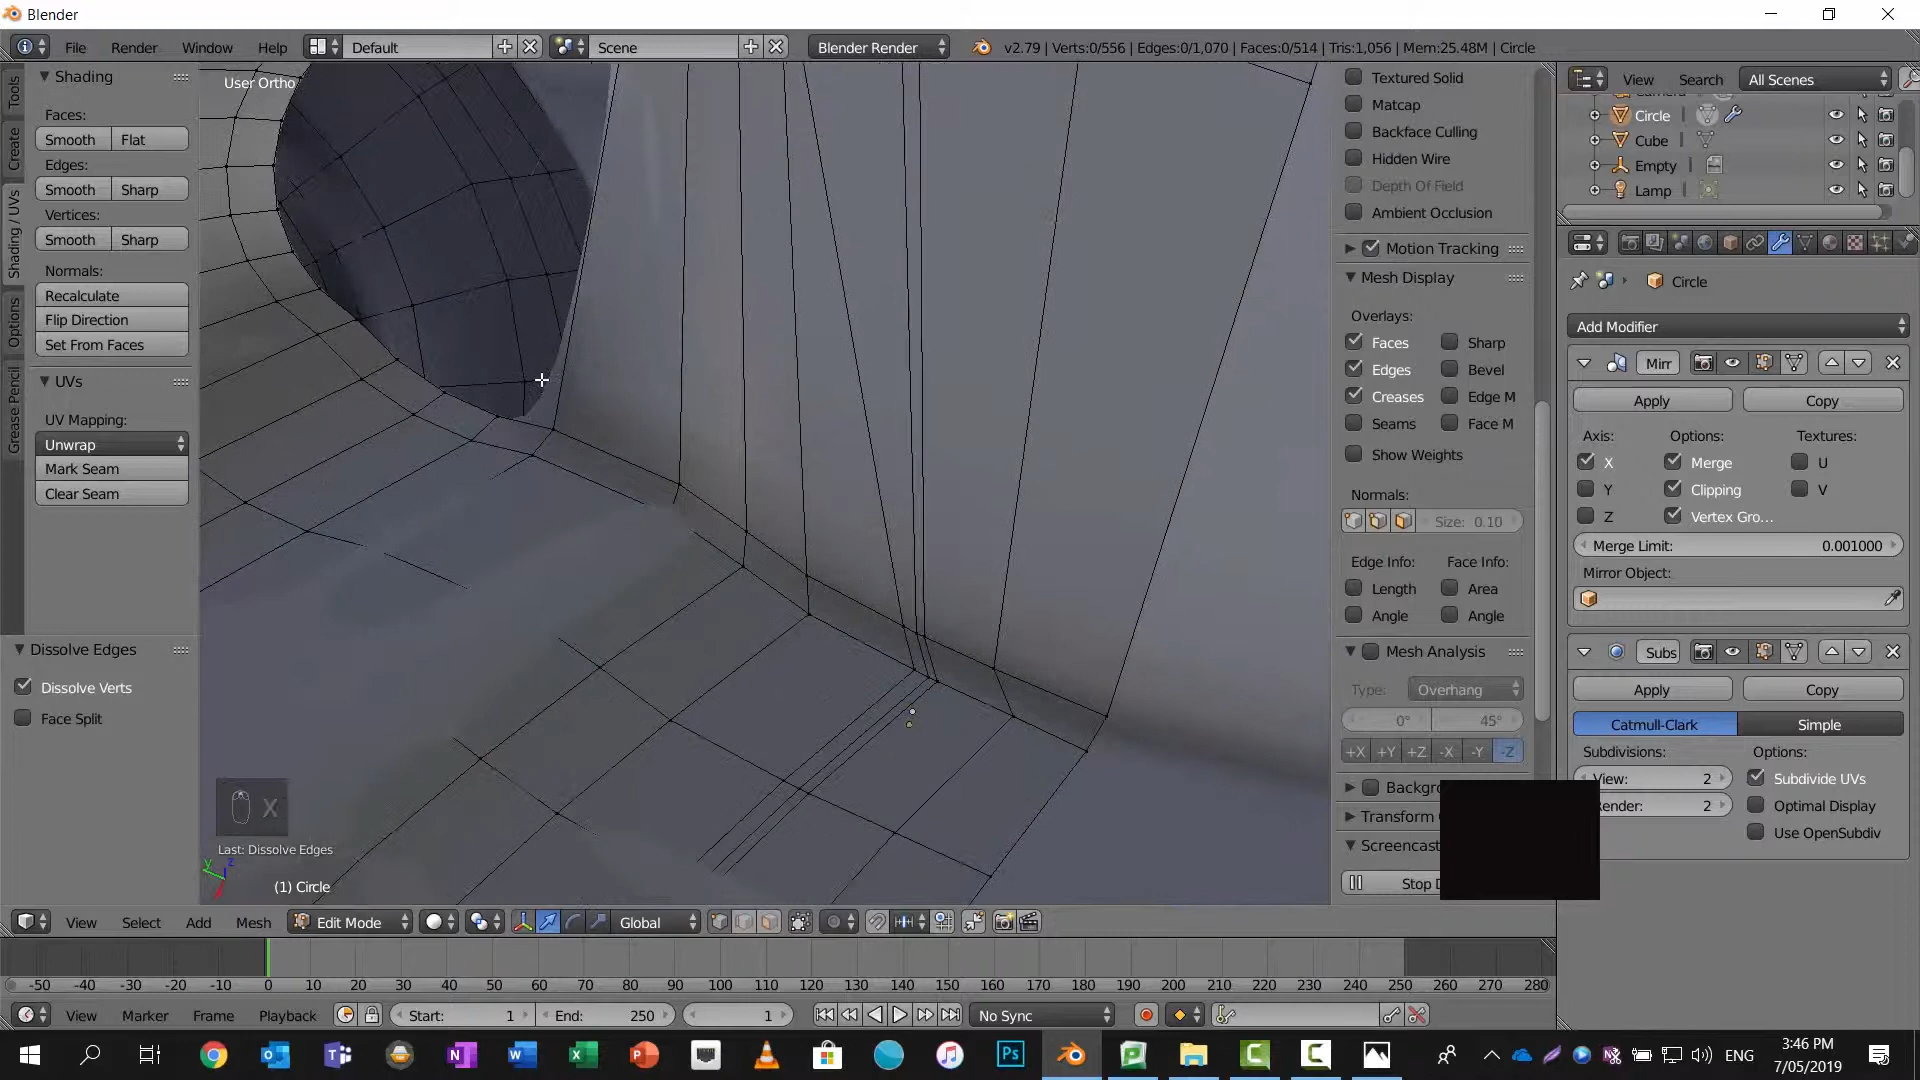 Blender
File Render Window Help Default Scene Blender Render v2.79 | Verts:0/556 | Edges:0/1,070 | Faces:0/514 | Tris:1,056 | Mem:25.48M | Circle
Tools
Create
Shading / UVs
Options
Grease Pencil
Shading
Faces:
Smooth Flat
Edges:
Smooth Sharp
Vertices:
Smooth Sharp
Normals:
Recalculate
Flip Direction
Set From Faces
UVs
UV Mapping:
Unwrap
Mark Seam
Clear Seam
Dissolve Edges
Dissolve Verts
Face Split
User Ortho
X
Last: Dissolve Edges
y z
(1) Circle
Textured Solid
Matcap
Backface Culling
Hidden Wire
Depth Of Field
Ambient Occlusion
Motion Tracking
Mesh Display
Overlays:
Faces Sharp
Edges Bevel
Creases Edge M
Seams Face M
Show Weights
Normals:
Size: 0.10
Edge Info: Face Info:
Length Area
Angle Angle
Mesh Analysis
Type: Overhang
0° 45°
+X +Y +Z -X -Y -Z
Backgr
Transform
Screencast
Stop
View Search All Scenes
Circle
Cube
Empty
Lamp
Circle
Add Modifier
Mirr
Apply Copy
Axis: Options: Textures:
X Merge U
Y Clipping V
Z Vertex Gro...
Merge Limit: 0.001000
Mirror Object:
Subs
Apply Copy
Catmull-Clark Simple
Subdivisions: Options:
View: 2 Subdivide UVs
ender: 2 Optimal Display
Use OpenSubdiv
View Select Add Mesh Edit Mode Global
-50 -40 -30 -20 -10 0 10 20 30 40 50 60 70 80 90 100 110 120 130 140 150 160 170 180 190 200 210 220 230 240 250 260 270 280
View Marker Frame Playback Start: 1 End: 250 1 No Sync
ENG
3:46 PM
7/05/2019